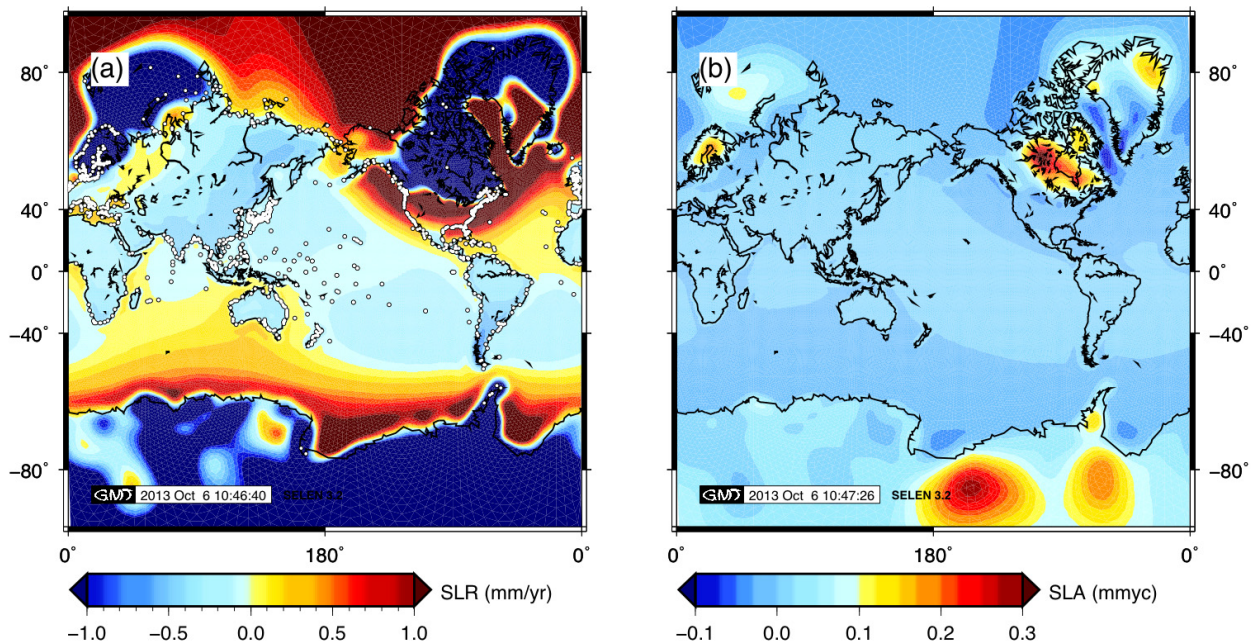 (a)
80˚
40˚
0˚
−40˚
−80˚
GMD 2013 Oct 6 10:46:40 SELEN 3.2
0˚ 180˚ 0˚
SLR (mm/yr)
−1.0 −0.5 0.0 0.5 1.0
(b)
80˚
40˚
0˚
−40˚
−80˚
GMD 2013 Oct 6 10:47:26 SELEN 3.2
0˚ 180˚ 0˚
SLA (mmyc)
−0.1 0.0 0.1 0.2 0.3